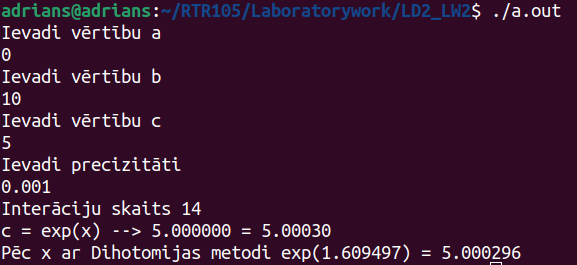 adrians@adrians:~/RTR105/Laboratorywork/LD2_LW2$ ./a.out
Ievadi vērtību a
0
Ievadi vērtību b
10
Ievadi vērtību c
5
Ievadi precizitāti
0.001
Interāciju skaits 14
c = exp(x) --> 5.000000 = 5.00030
Pēc x ar Dihotomijas metodi exp(1.609497) = 5.000296